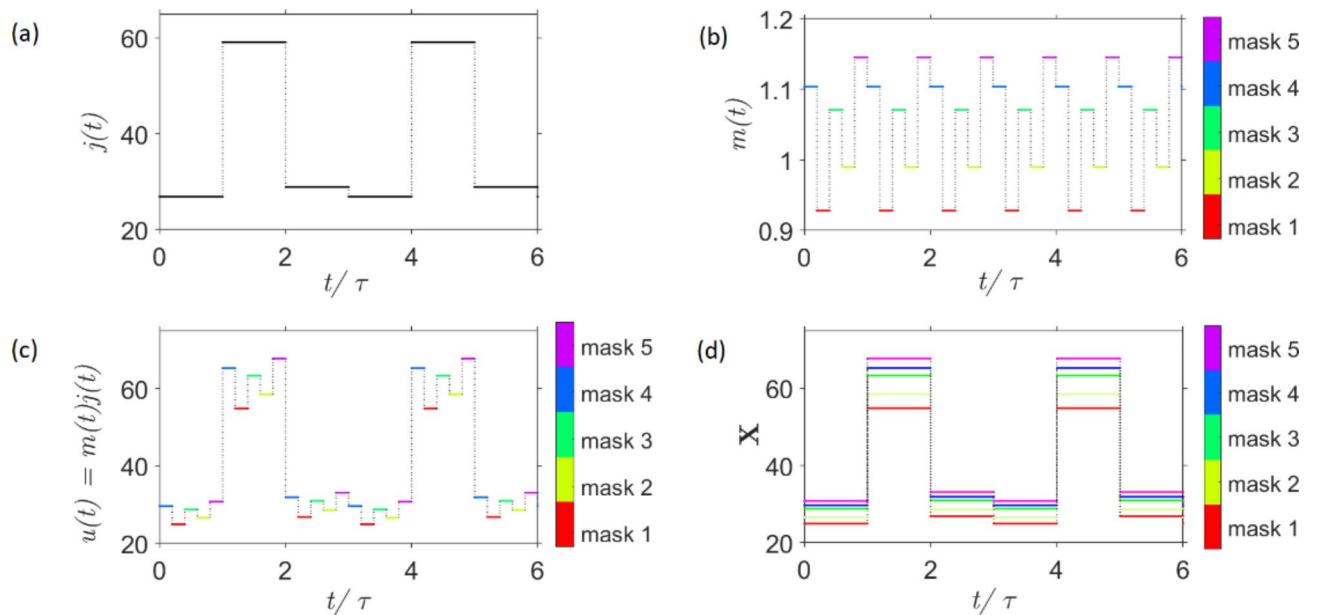 (a)
60
40
20
j(t)
0 2 4 6
t/ τ
(b)
1.2
1.1
1
0.9
m(t)
0 2 4 6
t/ τ
mask 5
mask 4
mask 3
mask 2
mask 1
(c)
60
40
20
u(t) = m(t)j(t)
0 2 4 6
t/ τ
mask 5
mask 4
mask 3
mask 2
mask 1
(d)
60
40
20
X
0 2 4 6
t/ τ
mask 5
mask 4
mask 3
mask 2
mask 1